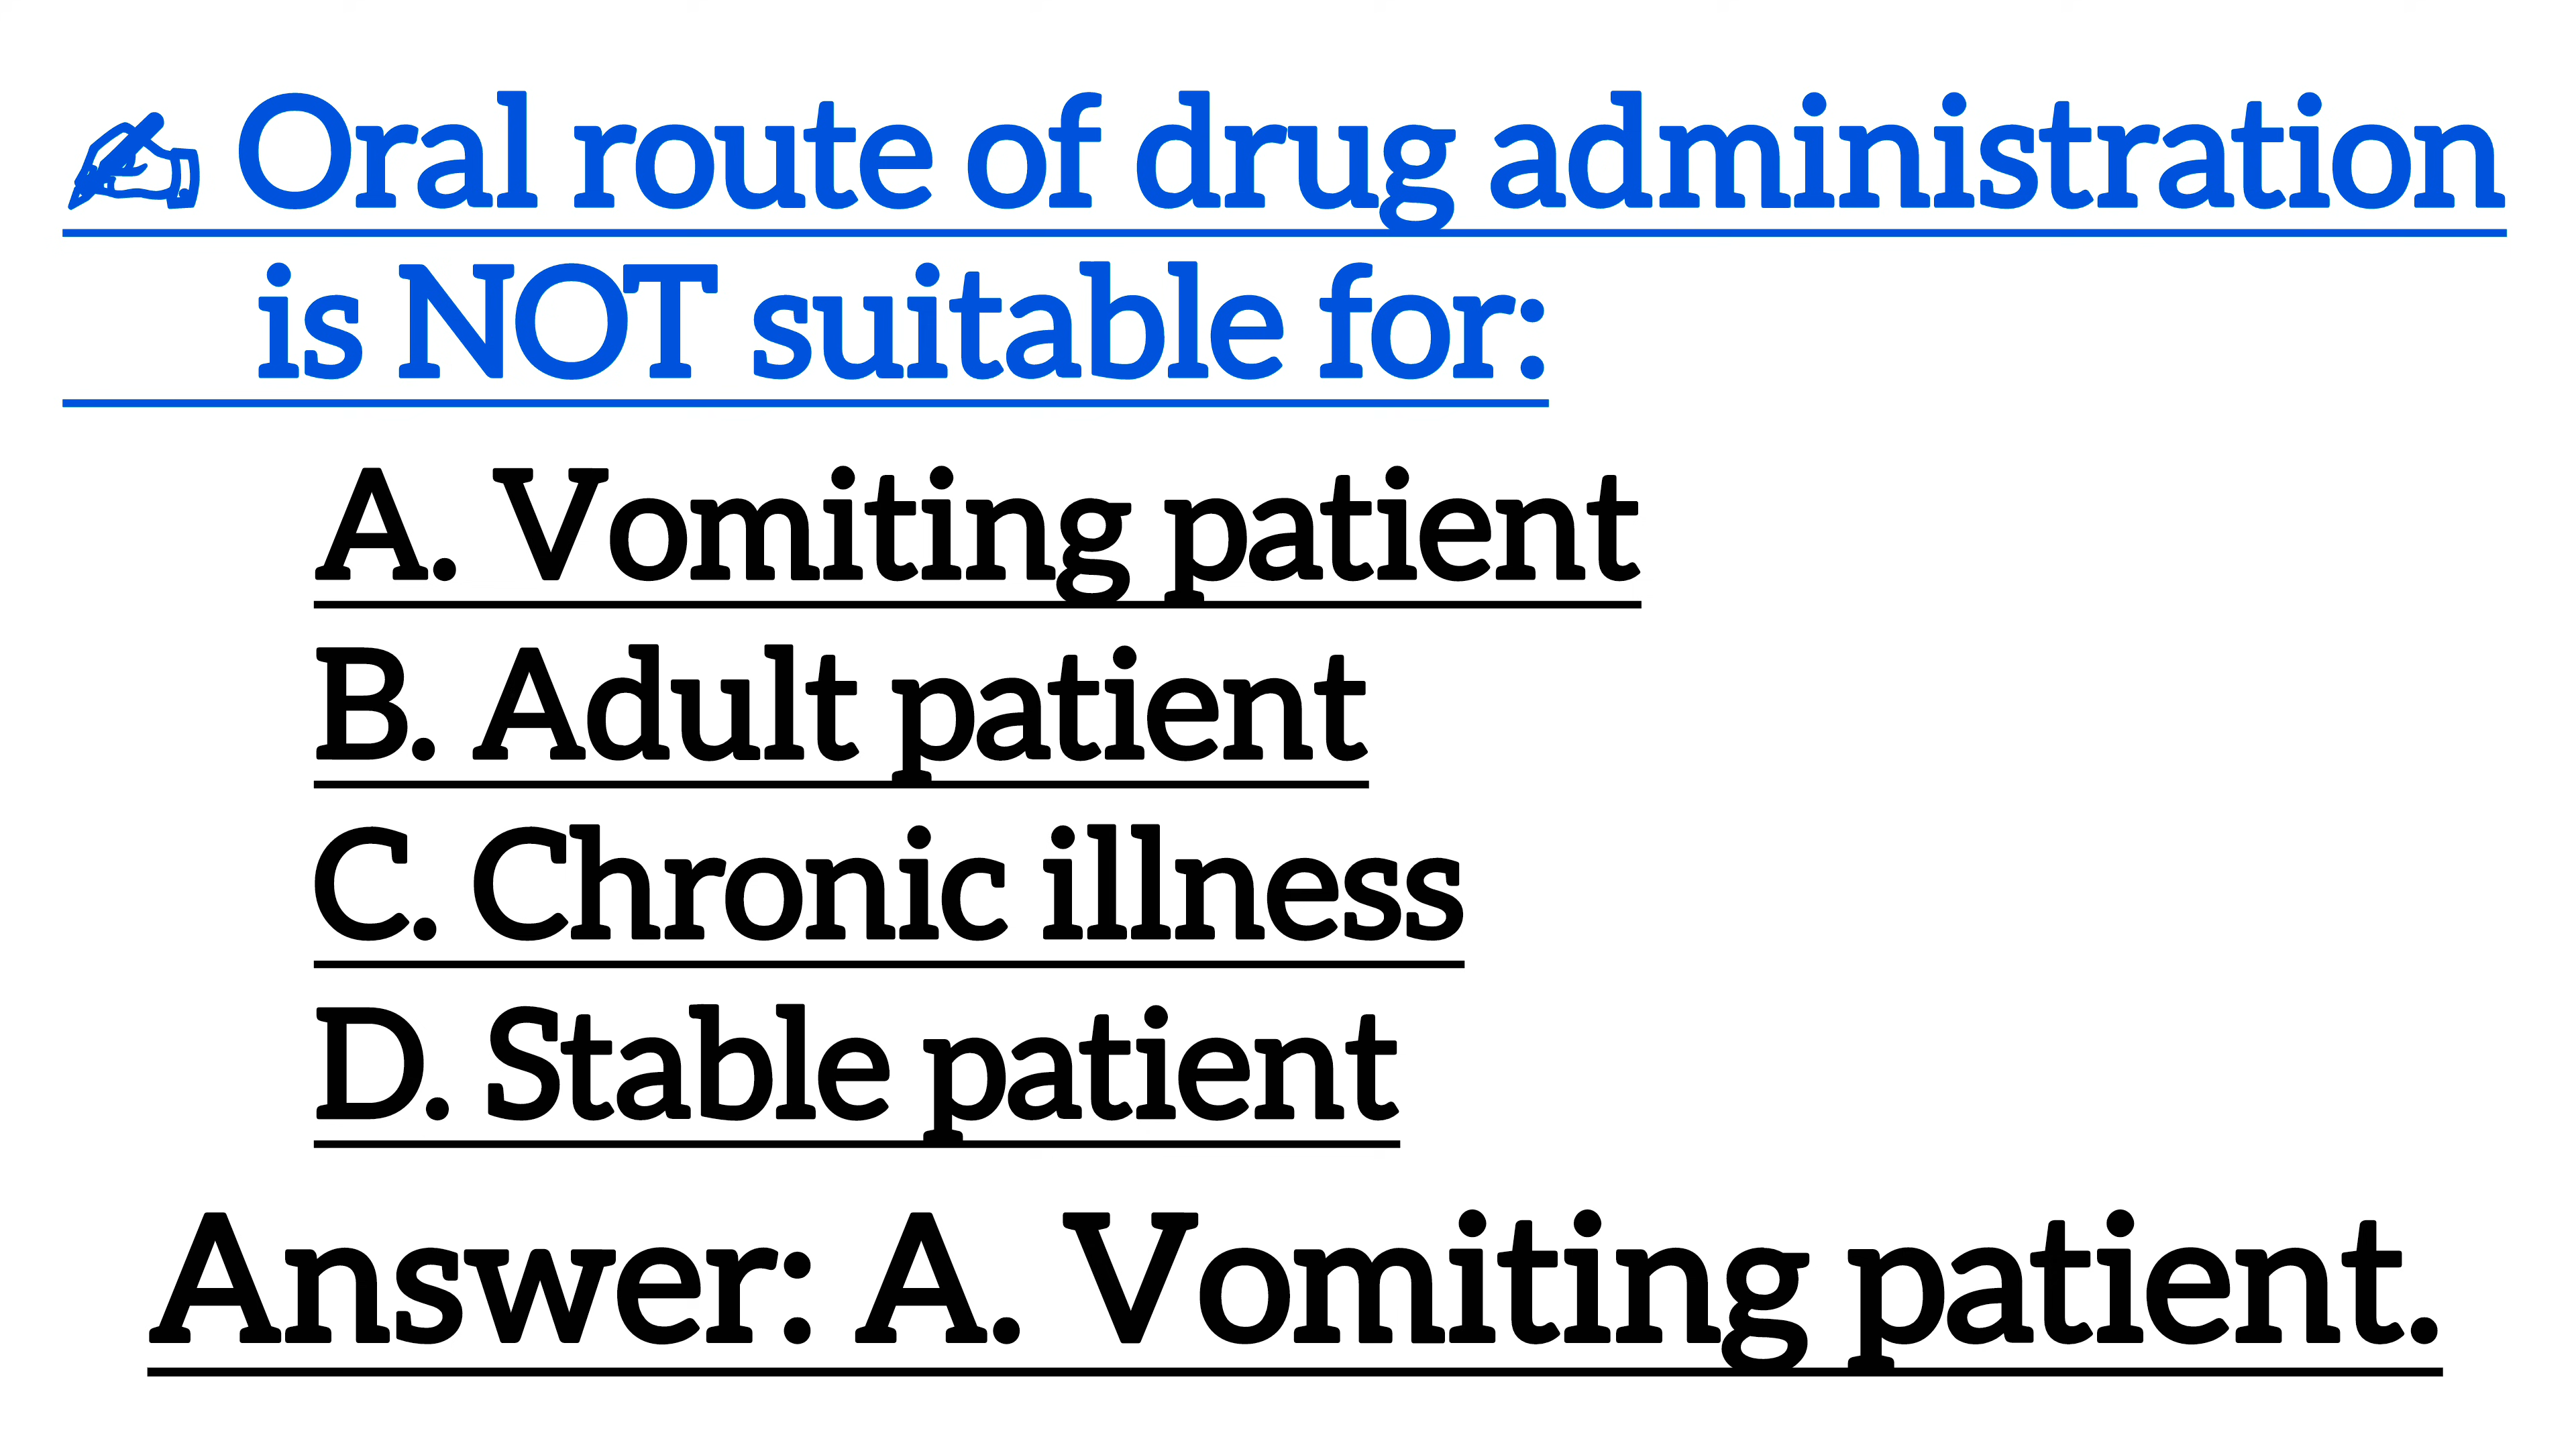 ✍ Oral route of drug administration
is NOT suitable for:
A. Vomiting patient
B. Adult patient
C. Chronic illness
D. Stable patient
Answer: A. Vomiting patient.